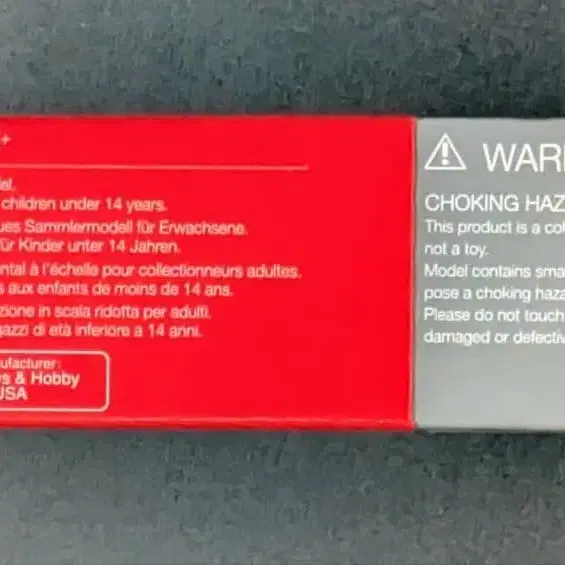 +
del.
children under 14 years.
ues Sammlermodell für Erwachsene.
für Kinder unter 14 Jahren.
ntal à l'échelle pour collectionneurs adultes.
s aux enfants de moins de 14 ans.
zione in scala ridotta per adulti.
gazzi di età inferiore a 14 anni.
ufacturer:
s & Hobby
USA
WAR
CHOKING HAZ
This product is a col
not a toy.
Model contains sma
pose a choking haza
Please do not touch
damaged or defectiv